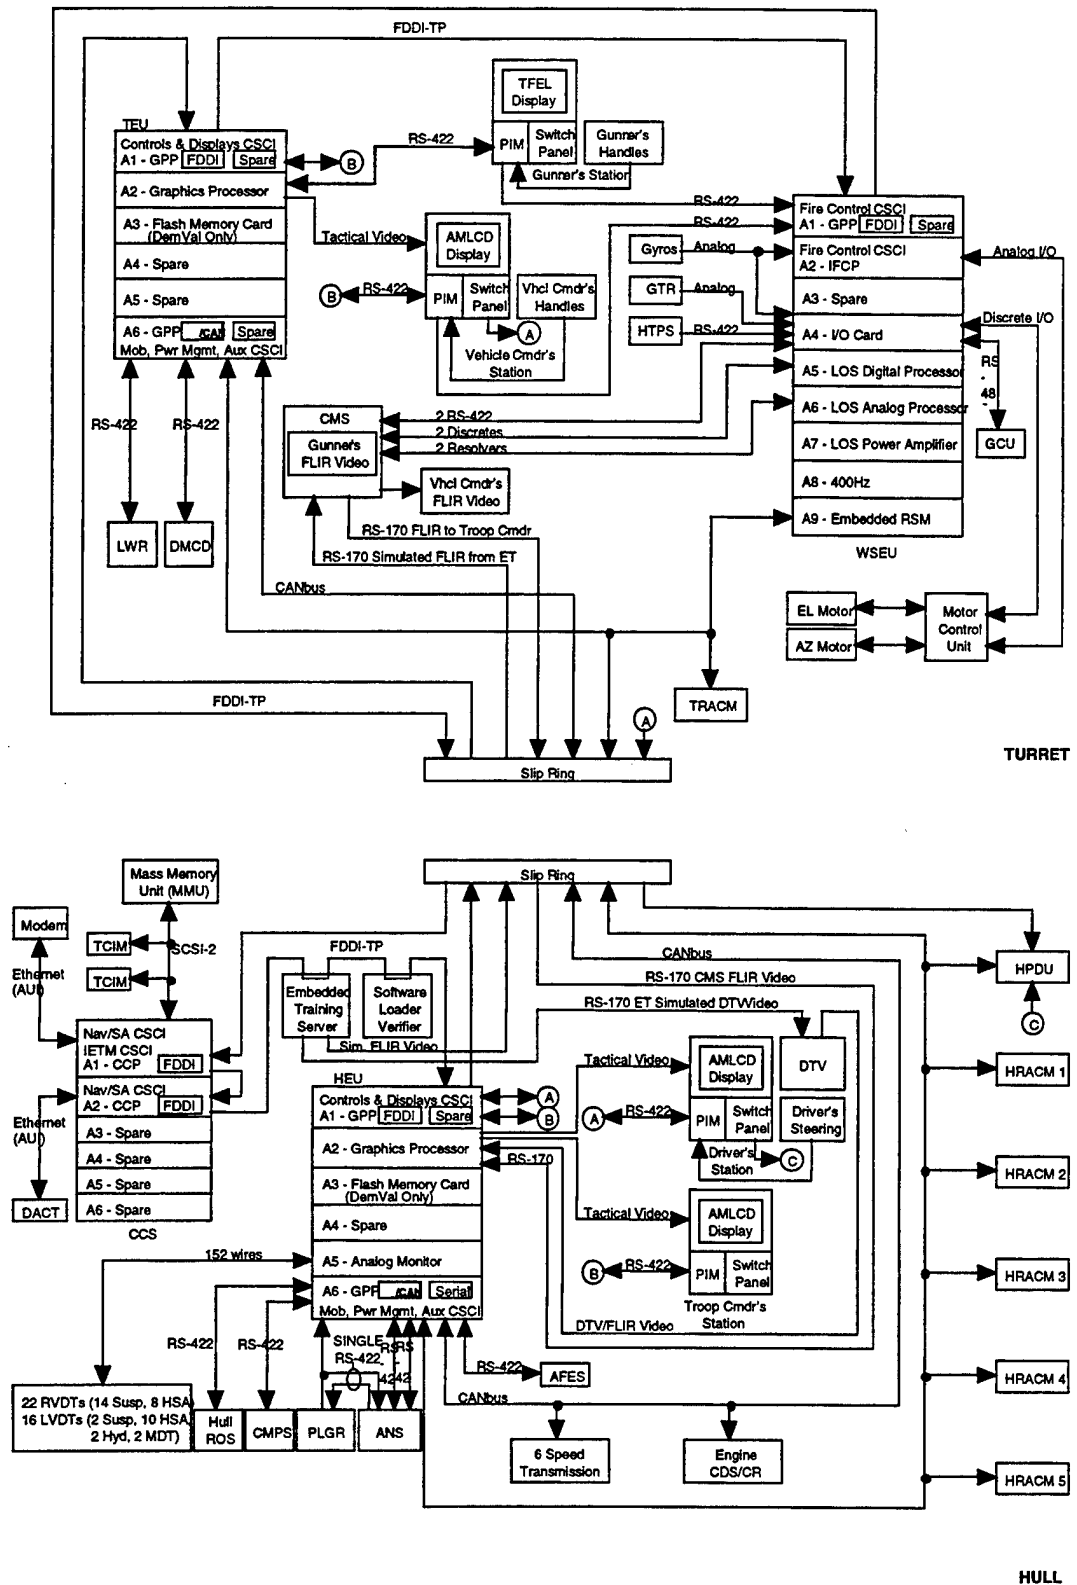 FDDI-TP
TEU
Controls & Displays CSCI
A1 - GPP FDDI Spare
B
A2 - Graphics Processor
A3 - Flash Memory Card
(DemVal Only)
A4 - Spare
A5 - Spare
A6 - GPP /CAN Spare
Mob, Pwr Mgmt, Aux CSCI
RS-422
RS-422
LWR
DMCD
RS-422
TFEL
Display
PIM
Switch
Panel
Gunner's
Handles
Gunner's Station
Tactical Video
AMLCD
Display
B
RS-422
PIM
Switch
Panel
Vhcl Cmdr's
Handles
A
Vehicle Cmdr's
Station
RS-422
RS-422
Gyros
Analog
GTR
Analog
HTPS
RS-422
Fire Control CSCI
A1 - GPP FDDI Spare
Fire Control CSCI
A2 - IFCP
A3 - Spare
A4 - I/O Card
A5 - LOS Digital Processor
A6 - LOS Analog Processor
A7 - LOS Power Amplifier
A8 - 400Hz
A9 - Embedded RSM
WSEU
Analog I/O
Discrete I/O
RS
-
48
GCU
CMS
Gunner's
FLIR Video
2 RS-422
2 Discretes
2 Resolvers
Vhcl Cmdr's
FLIR Video
RS-170 FLIR to Troop Cmdr
RS-170 Simulated FLIR from ET
CANbus
EL Motor
AZ Motor
Motor
Control
Unit
TRACM
FDDI-TP
A
Slip Ring
TURRET
Slip Ring
Mass Memory
Unit (MMU)
Modem
TCIM
SCSI-2
TCIM
Ethernet
(AUI)
Nav/SA CSCI
IETM CSCI
A1 - CCP FDDI
Nav/SA CSCI
A2 - CCP FDDI
A3 - Spare
A4 - Spare
A5 - Spare
A6 - Spare
CCS
Ethernet
(AUI)
DACT
FDDI-TP
Embedded
Training
Server
Software
Loader
Verifier
Sim. FLIR Video
CANbus
RS-170 CMS FLIR Video
RS-170 ET Simulated DTVVideo
HPDU
C
HEU
Controls & Displays CSCI
A1 - GPP FDDI Spare
A
B
A2 - Graphics Processor
A3 - Flash Memory Card
(DemVal Only)
A4 - Spare
A5 - Analog Monitor
A6 - GPP /CAN Serial
Mob, Pwr Mgmt, Aux CSCI
RS-170
Tactical Video
AMLCD
Display
DTV
A
RS-422
PIM
Switch
Panel
Driver's
Steering
Driver's
Station
C
Tactical Video
AMLCD
Display
B
RS-422
PIM
Switch
Panel
Troop Cmdr's
Station
DTV/FLIR Video
HRACM 1
HRACM 2
HRACM 3
HRACM 4
HRACM 5
152 wires
RS-422
RS-422
SINGLE
RS-422
RS
-
42
RS
-
42
RS-422
AFES
CANbus
22 RVDTs (14 Susp, 8 HSA)
16 LVDTs (2 Susp, 10 HSA,
2 Hyd, 2 MDT)
Hull
ROS
CMPS
PLGR
ANS
6 Speed
Transmission
Engine
CDS/CR
HULL